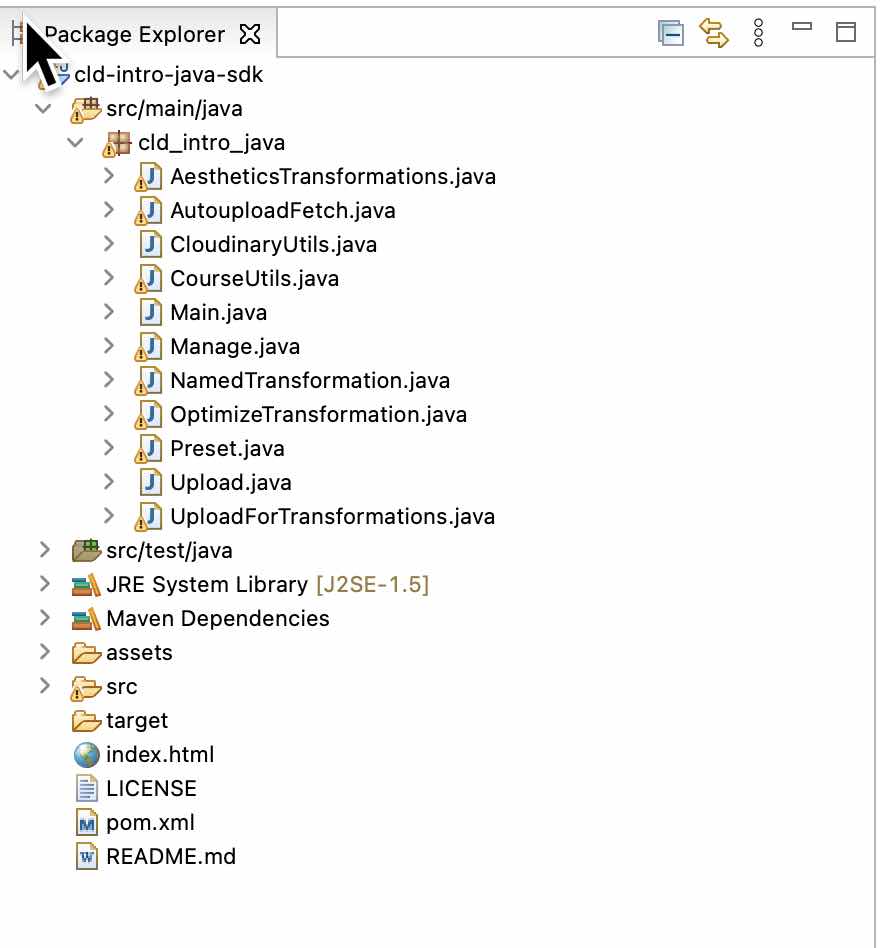 Package Explorer
cld-intro-java-sdk
src/main/java
cld_intro_java
AestheticsTransformations.java
AutouploadFetch.java
CloudinaryUtils.java
CourseUtils.java
Main.java
Manage.java
NamedTransformation.java
OptimizeTransformation.java
Preset.java
Upload.java
UploadForTransformations.java
src/test/java
JRE System Library [J2SE-1.5]
Maven Dependencies
assets
src
target
index.html
LICENSE
pom.xml
README.md